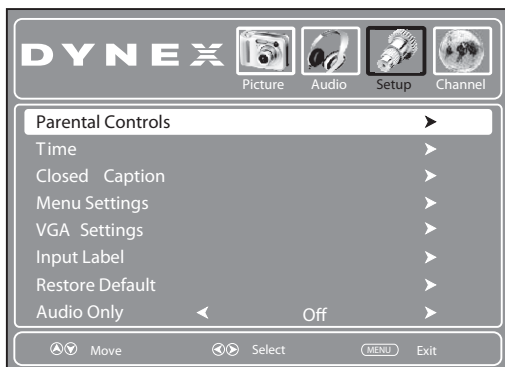 DYNEX
Picture Audio Setup Channel
Parental Controls
Time
Closed Caption
Menu Settings
VGA Settings
Input Label
Restore Default
Audio Only Off
Move Select MENU Exit